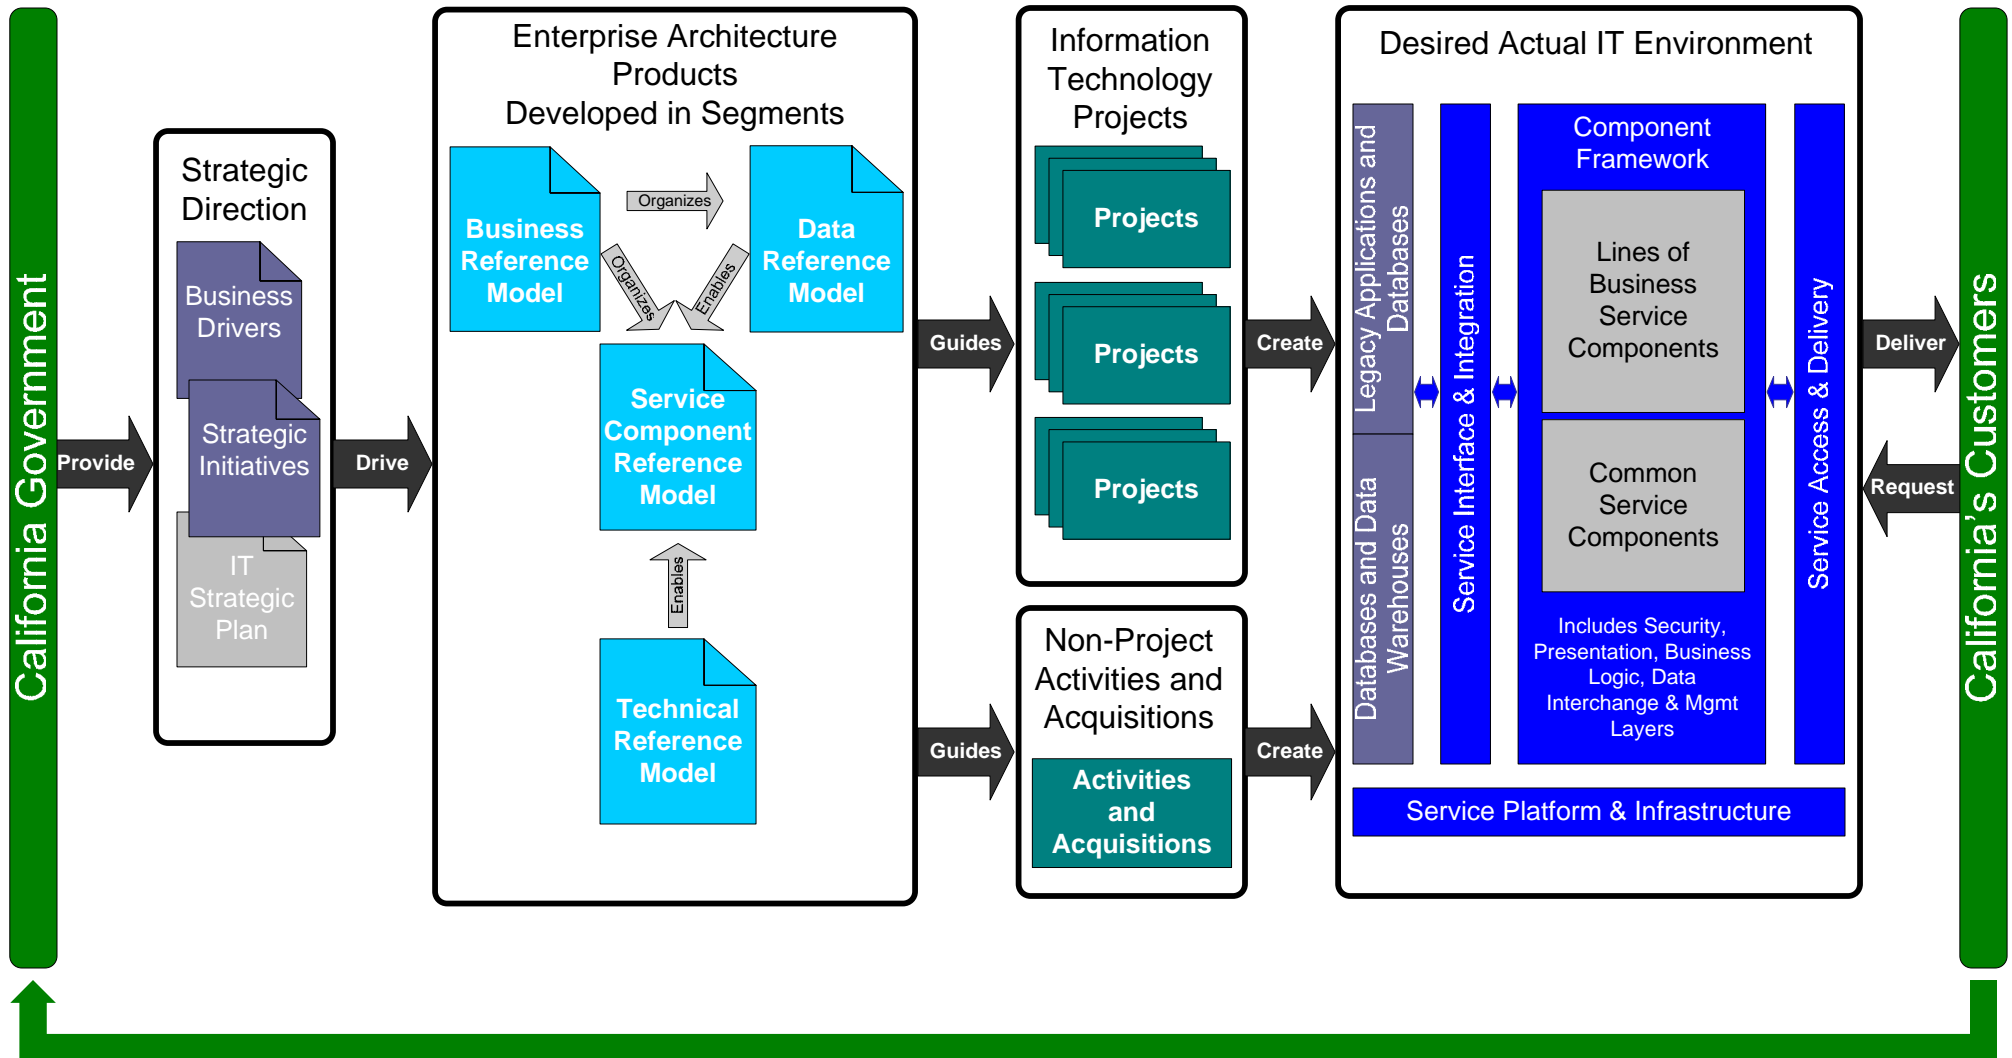 California Government
Provide
Strategic
Direction
Business
Drivers
Strategic
Initiatives
IT
Strategic
Plan
Drive
Enterprise Architecture
Products
Developed in Segments
Business
Reference
Model
Organizes
Data
Reference
Model
Organizes
Enables
Service
Component
Reference
Model
Enables
Technical
Reference
Model
Guides
Guides
Information
Technology
Projects
Projects
Projects
Projects
Non-Project
Activities and
Acquisitions
Activities
and
Acquisitions
Create
Create
Desired Actual IT Environment
Legacy Applications and
Databases
Databases and Data
Warehouses
Service Interface & Integration
Component
Framework
Lines of
Business
Service
Components
Common
Service
Components
Includes Security,
Presentation, Business
Logic, Data
Interchange & Mgmt
Layers
Service Access & Delivery
Service Platform & Infrastructure
Deliver
Request
California's Customers